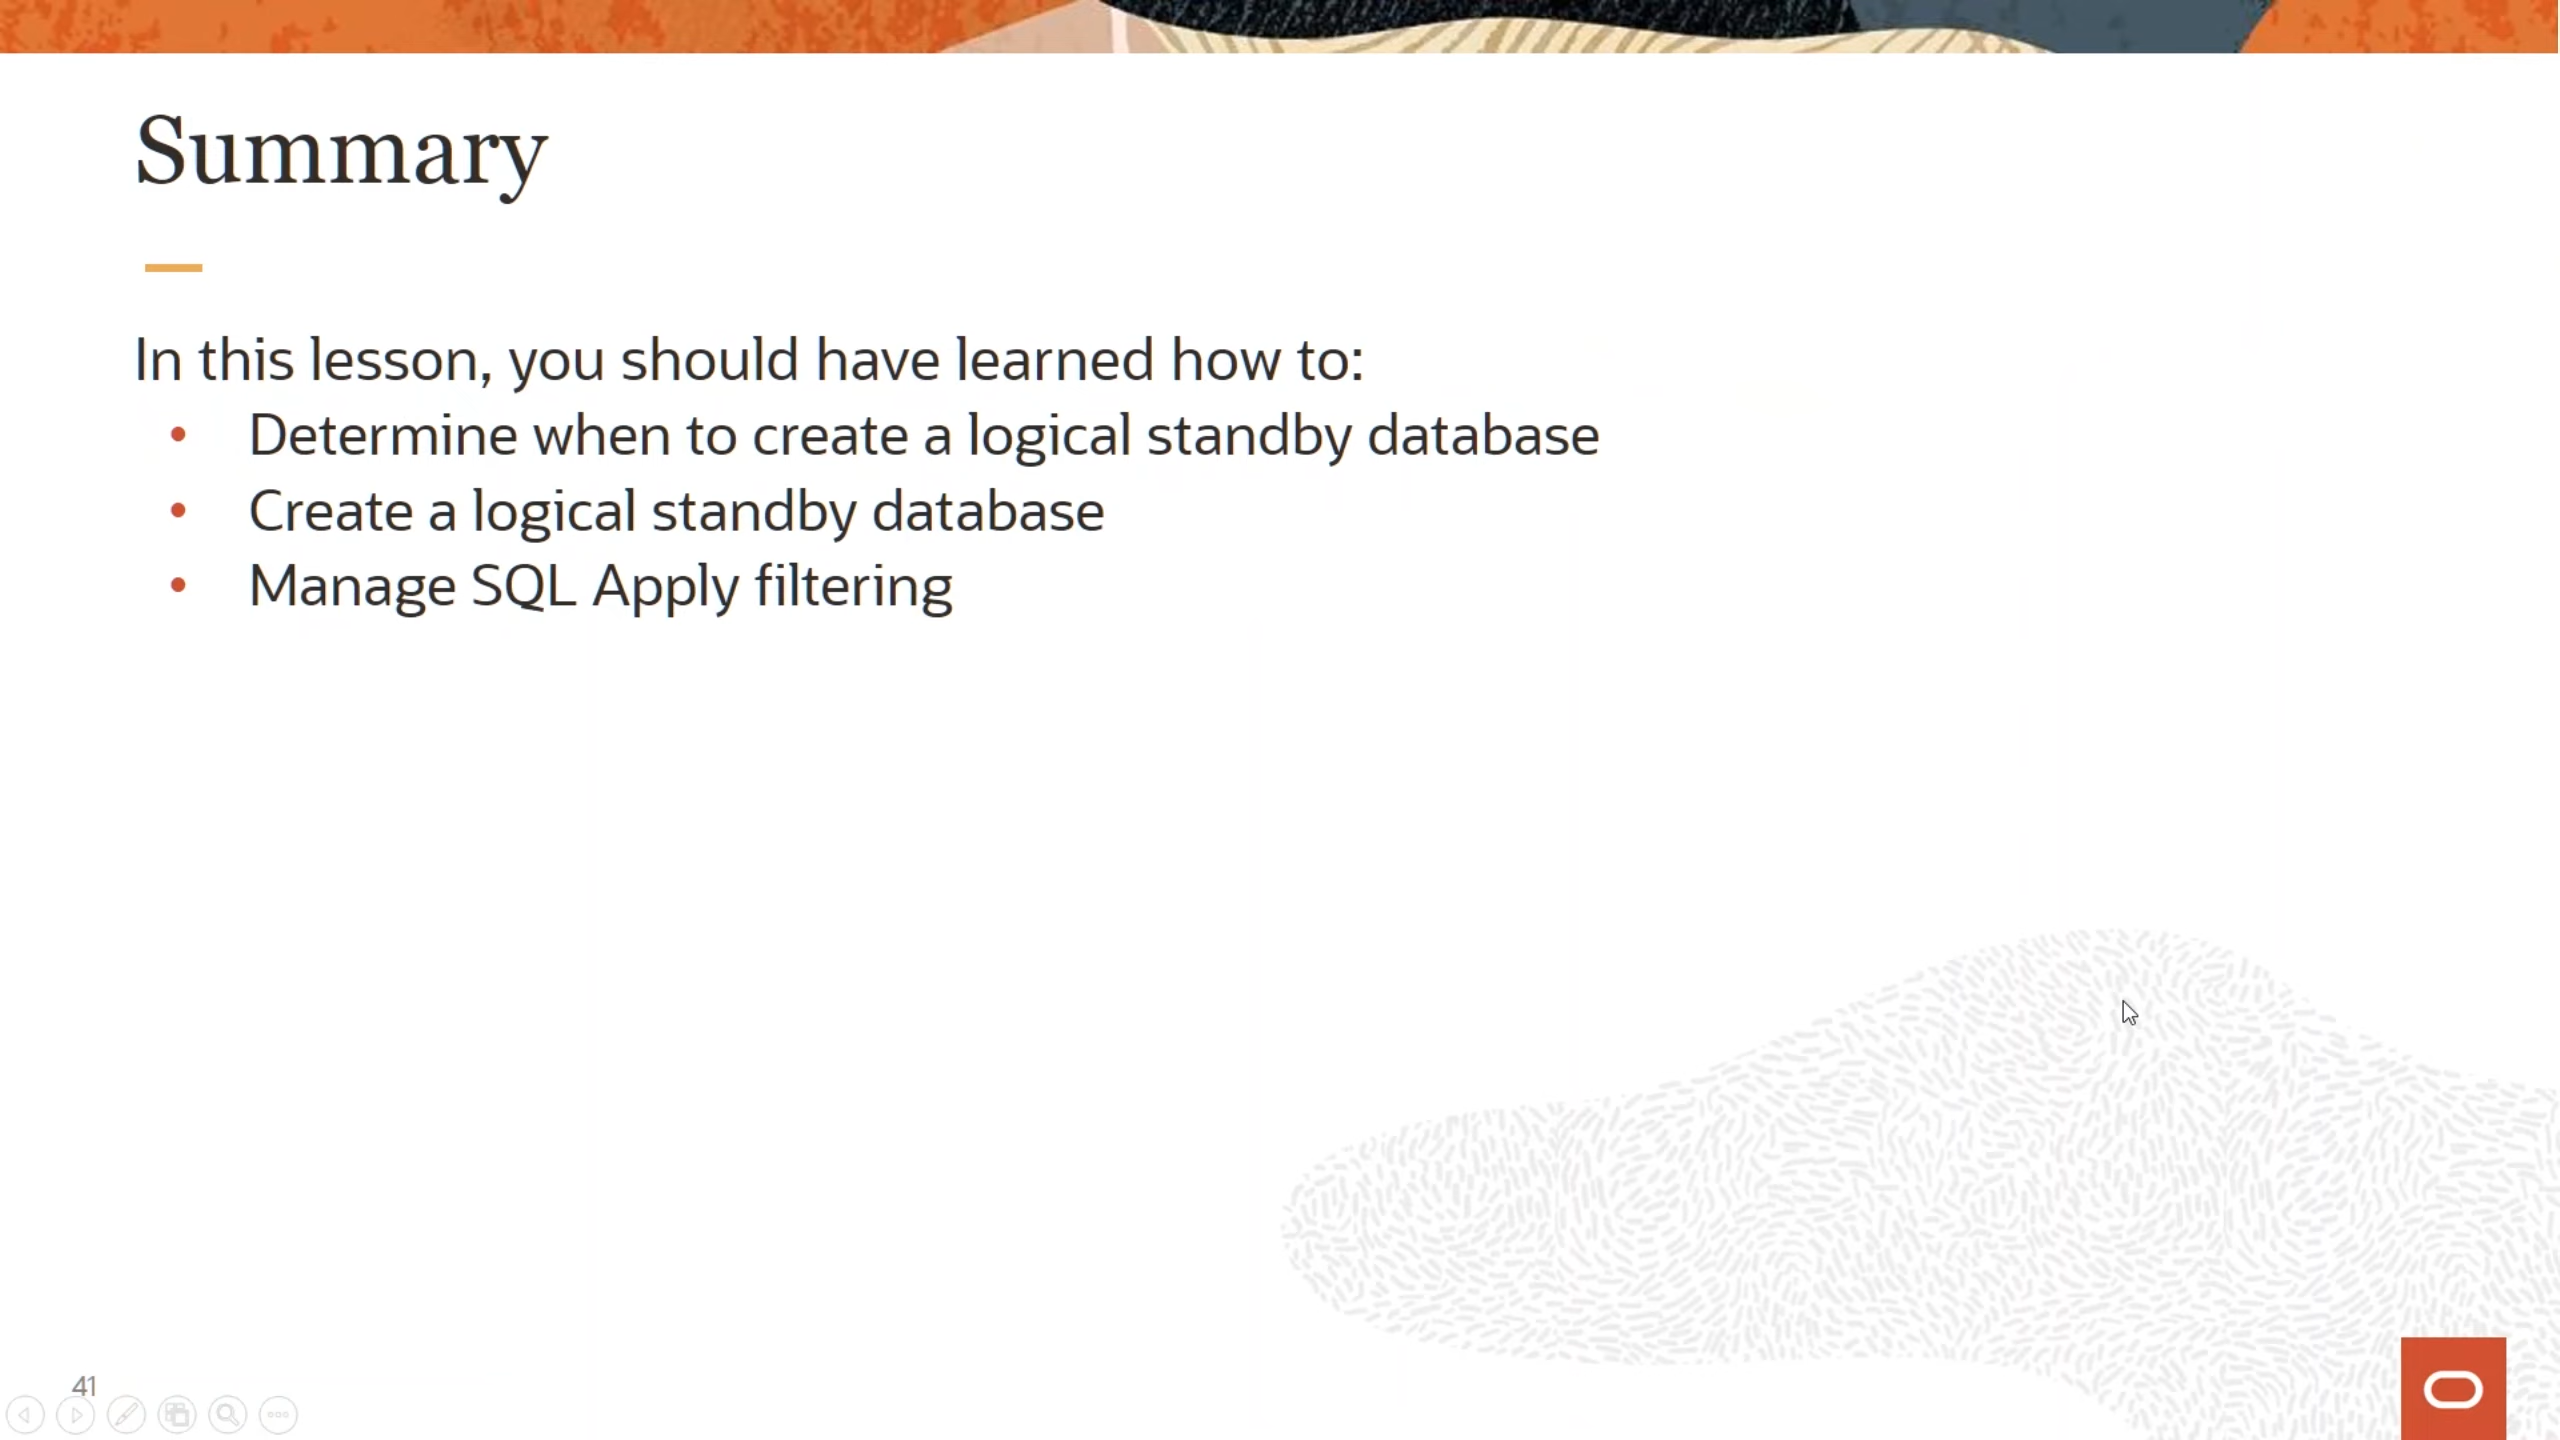 Summary
In this lesson, you should have learned how to:
• Determine when to create a logical standby database
• Create a logical standby database
• Manage SQL Apply filtering
41